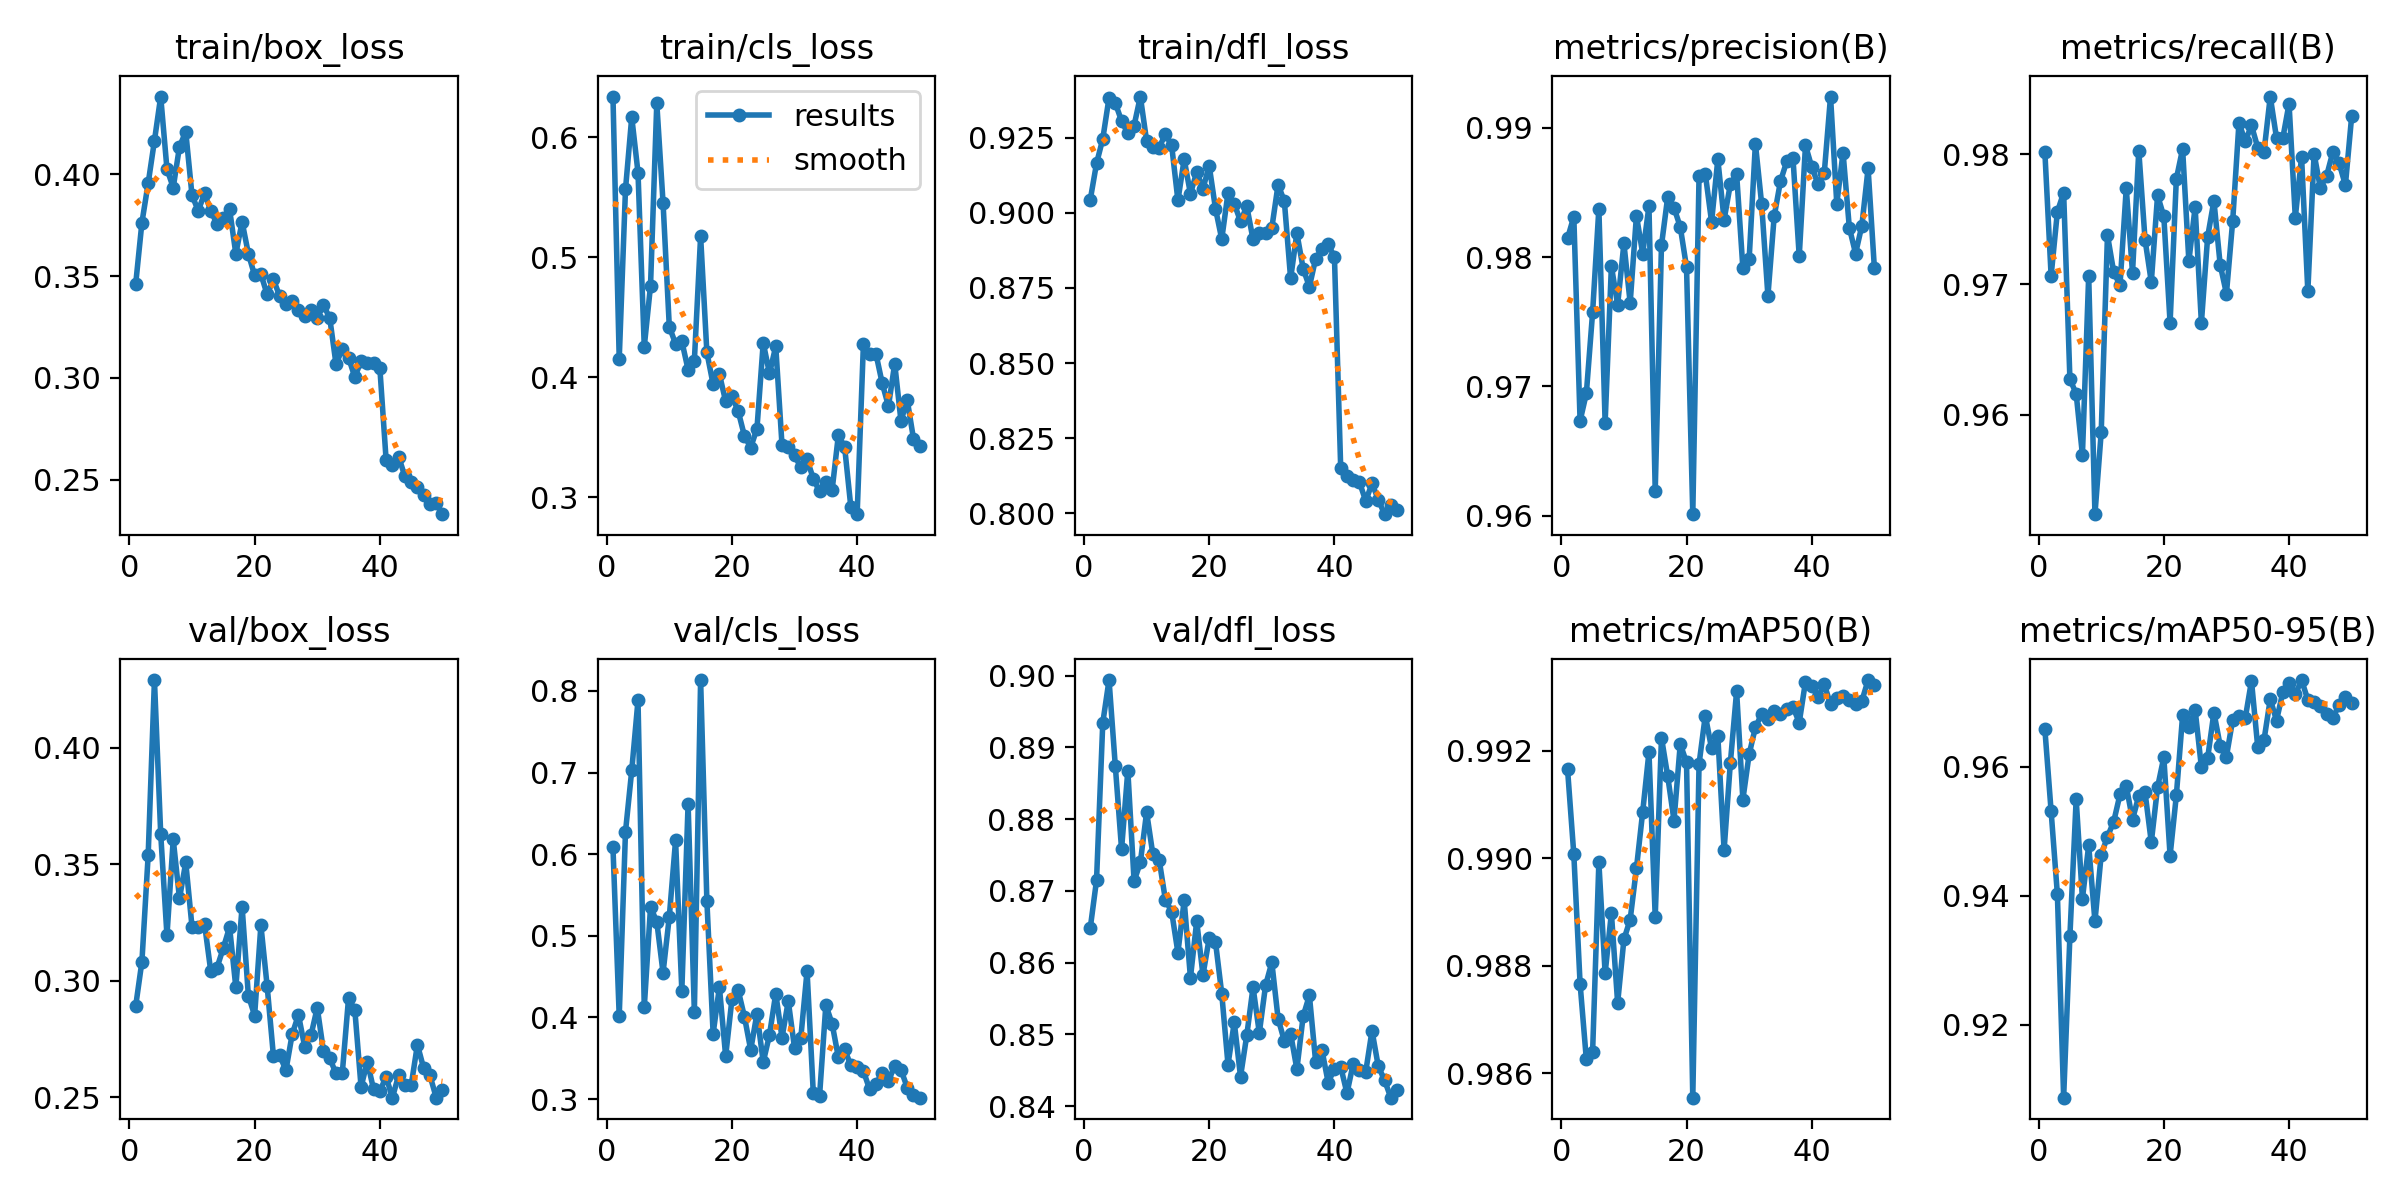 train/box_loss
train/cls_loss
train/dfl_loss
metrics/precision(B)
metrics/recall(B)
results
smooth
0.40
0.35
0.30
0.25
0 20 40
0.6
0.5
0.4
0.3
0 20 40
0.925
0.900
0.875
0.850
0.825
0.800
0 20 40
0.99
0.98
0.97
0.96
0 20 40
0.98
0.97
0.96
0 20 40
val/box_loss
val/cls_loss
val/dfl_loss
metrics/mAP50(B)
metrics/mAP50-95(B)
0.40
0.35
0.30
0.25
0 20 40
0.8
0.7
0.6
0.5
0.4
0.3
0 20 40
0.90
0.89
0.88
0.87
0.86
0.85
0.84
0 20 40
0.992
0.990
0.988
0.986
0 20 40
0.96
0.94
0.92
0 20 40